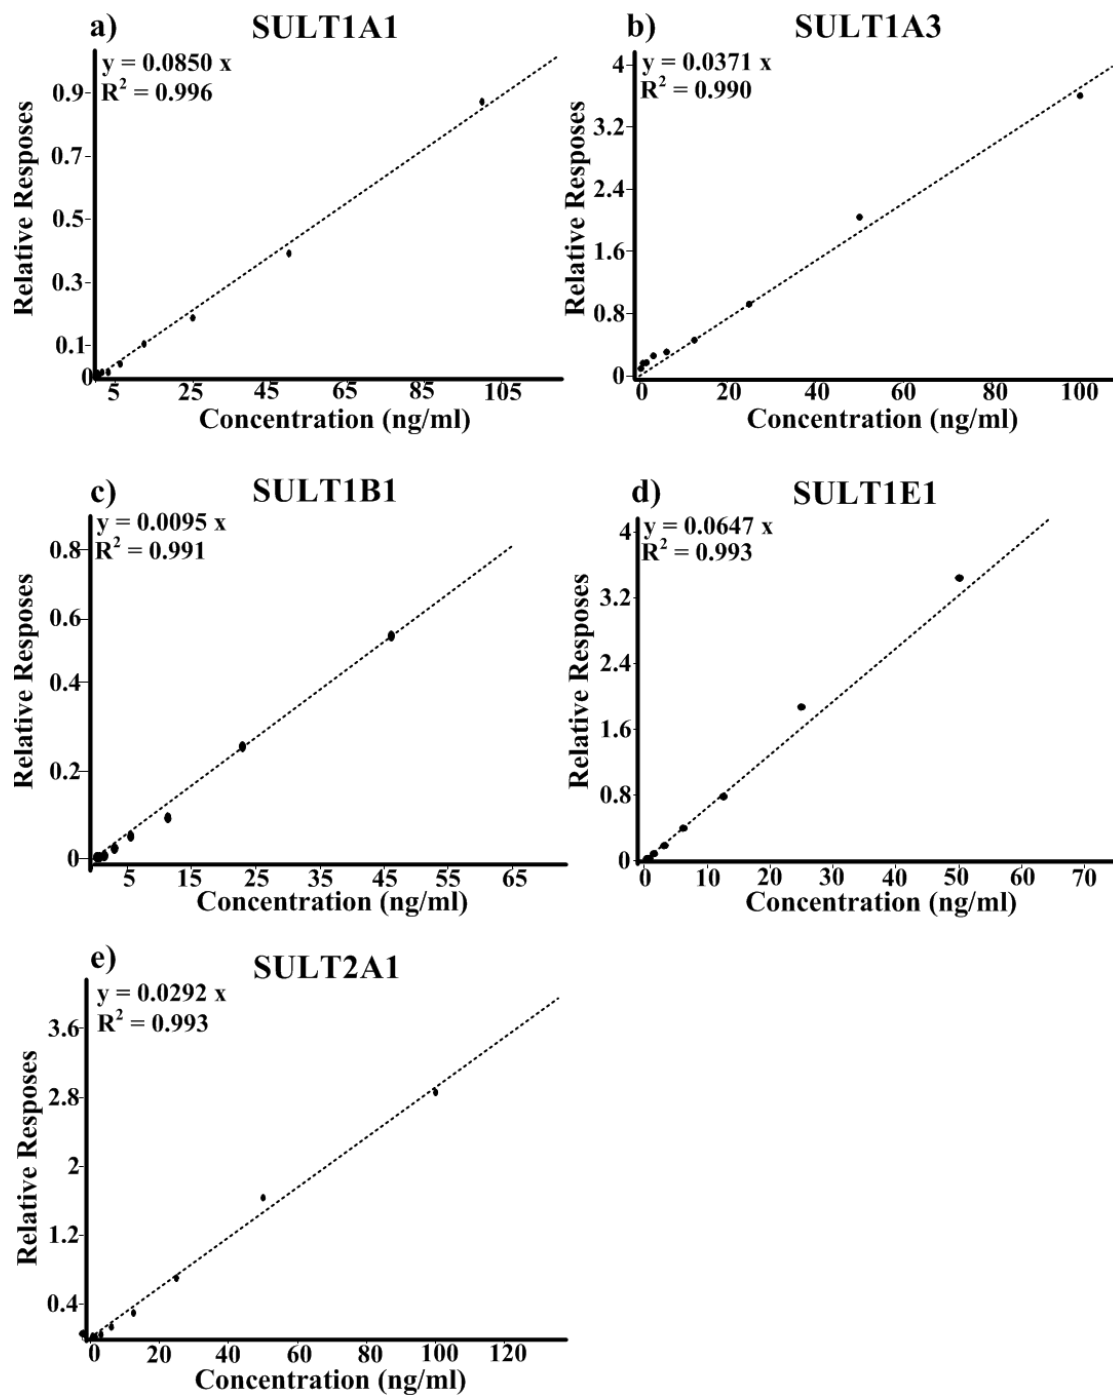 a) SULT1A1
y = 0.0850 x
R² = 0.996
Relative Resposes
0.9
0.7
0.5
0.3
0.1
0
5 25 45 65 85 105
Concentration (ng/ml)
b) SULT1A3
y = 0.0371 x
R² = 0.990
Relative Resposes
4
3.2
2.4
1.6
0.8
0
0 20 40 60 80 100
Concentration (ng/ml)
c) SULT1B1
y = 0.0095 x
R² = 0.991
Relative Resposes
0.8
0.6
0.4
0.2
0
5 15 25 35 45 55 65
Concentration (ng/ml)
d) SULT1E1
y = 0.0647 x
R² = 0.993
Relative Resposes
4
3.2
2.4
1.6
0.8
0
0 10 20 30 40 50 60 70
Concentration (ng/ml)
e) SULT2A1
y = 0.0292 x
R² = 0.993
Relative Resposes
3.6
2.8
2
1.2
0.4
0 20 40 60 80 100 120
Concentration (ng/ml)